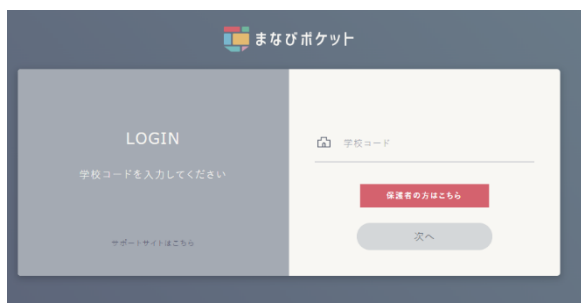 まなびポケット
LOGIN
学校コードを入力してください
サポートサイトはこちら
学校コード
保護者の方はこちら
次へ